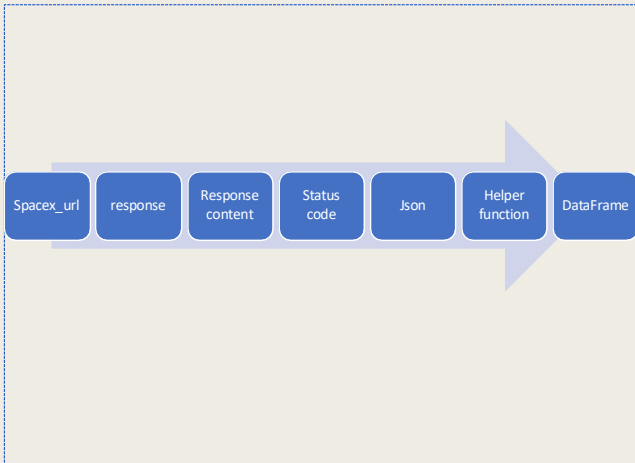 Spacex_url
response
Response
content
Status
code
Json
Helper
function
DataFrame